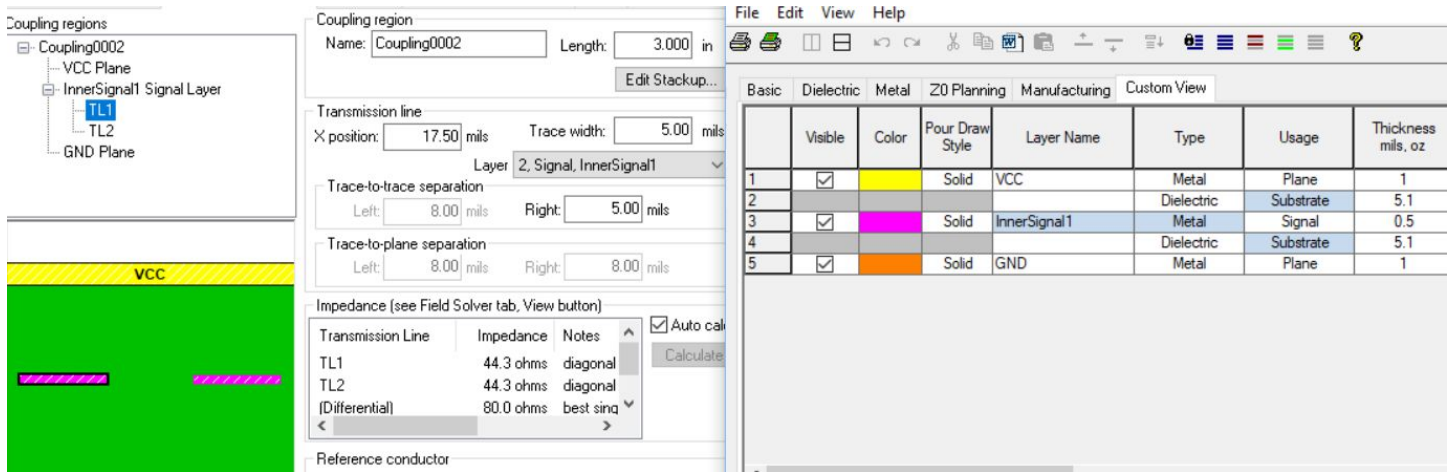 Coupling regions
Coupling0002
VCC Plane
InnerSignal1 Signal Layer
TL1
TL2
GND Plane
VCC
Coupling region
Name: Coupling0002 Length: 3.000 in
Edit Stackup...
Transmission line
X position: 17.50 mils Trace width: 5.00 mils
Layer 2, Signal, InnerSignal1
Trace-to-trace separation
Left: 8.00 mils Right: 5.00 mils
Trace-to-plane separation
Left: 8.00 mils Right: 8.00 mils
Impedance (see Field Solver tab, View button)
Transmission Line Impedance Notes
TL1 44.3 ohms diagonal
TL2 44.3 ohms diagonal
(Differential) 80.0 ohms best sing
Auto cal
Calculate
Reference conductor
File Edit View Help
Basic Dielectric Metal Z0 Planning Manufacturing Custom View
Visible Color Pour Draw Style Layer Name Type Usage Thickness mils, oz
1 Solid VCC Metal Plane 1
2 Dielectric Substrate 5.1
3 Solid InnerSignal1 Metal Signal 0.5
4 Dielectric Substrate 5.1
5 Solid GND Metal Plane 1